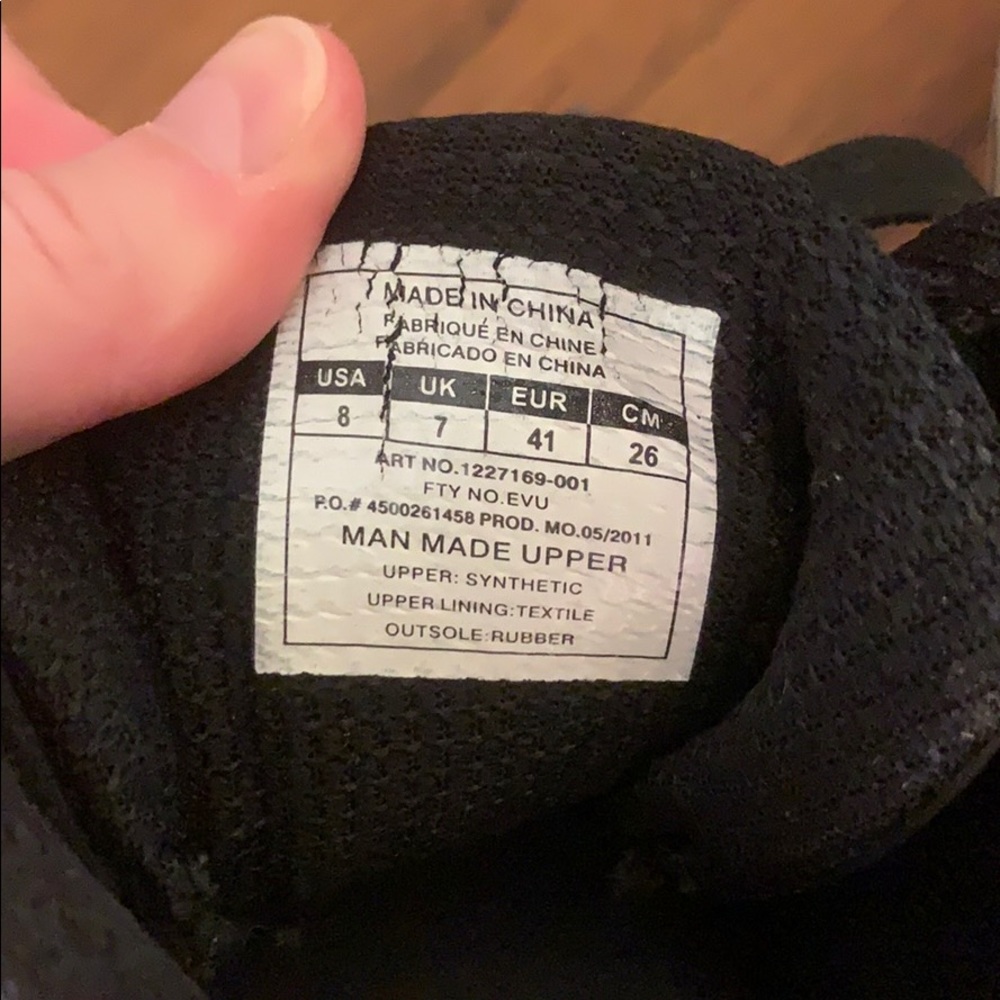 MADE IN CHINA
FABRIQUÉ EN CHINE
FABRICADO EN CHINA
USA UK EUR CM
8 7 41 26
ART NO.1227169-001
FTY NO.EVU
P.O.# 4500261458 PROD. MO.05/2011
MAN MADE UPPER
UPPER: SYNTHETIC
UPPER LINING:TEXTILE
OUTSOLE:RUBBER